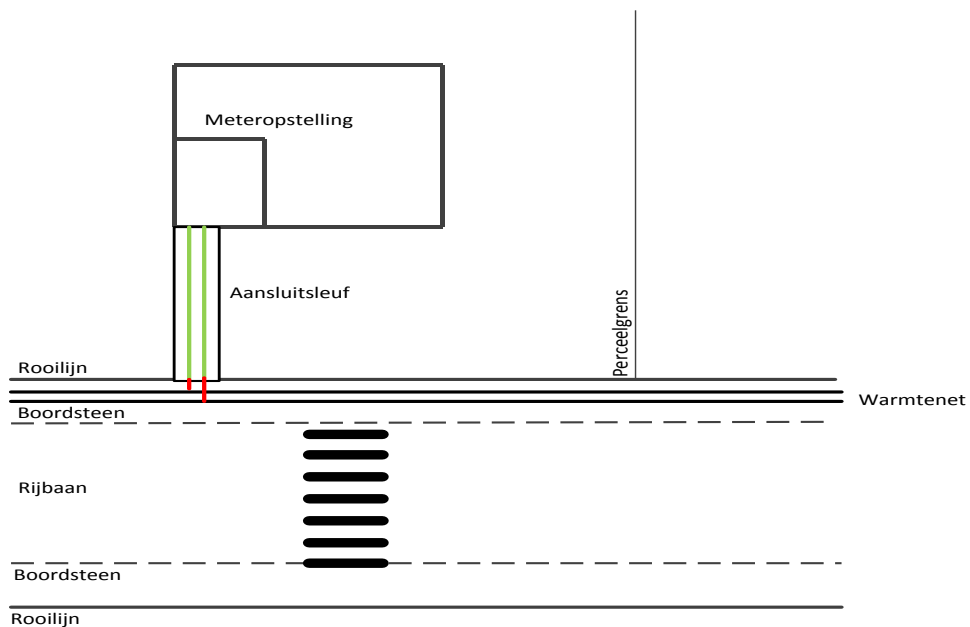 Meteropstelling
Aansluitsleuf
Perceelgrens
Rooilijn
Warmtenet
Boordsteen
Rijbaan
Boordsteen
Rooilijn